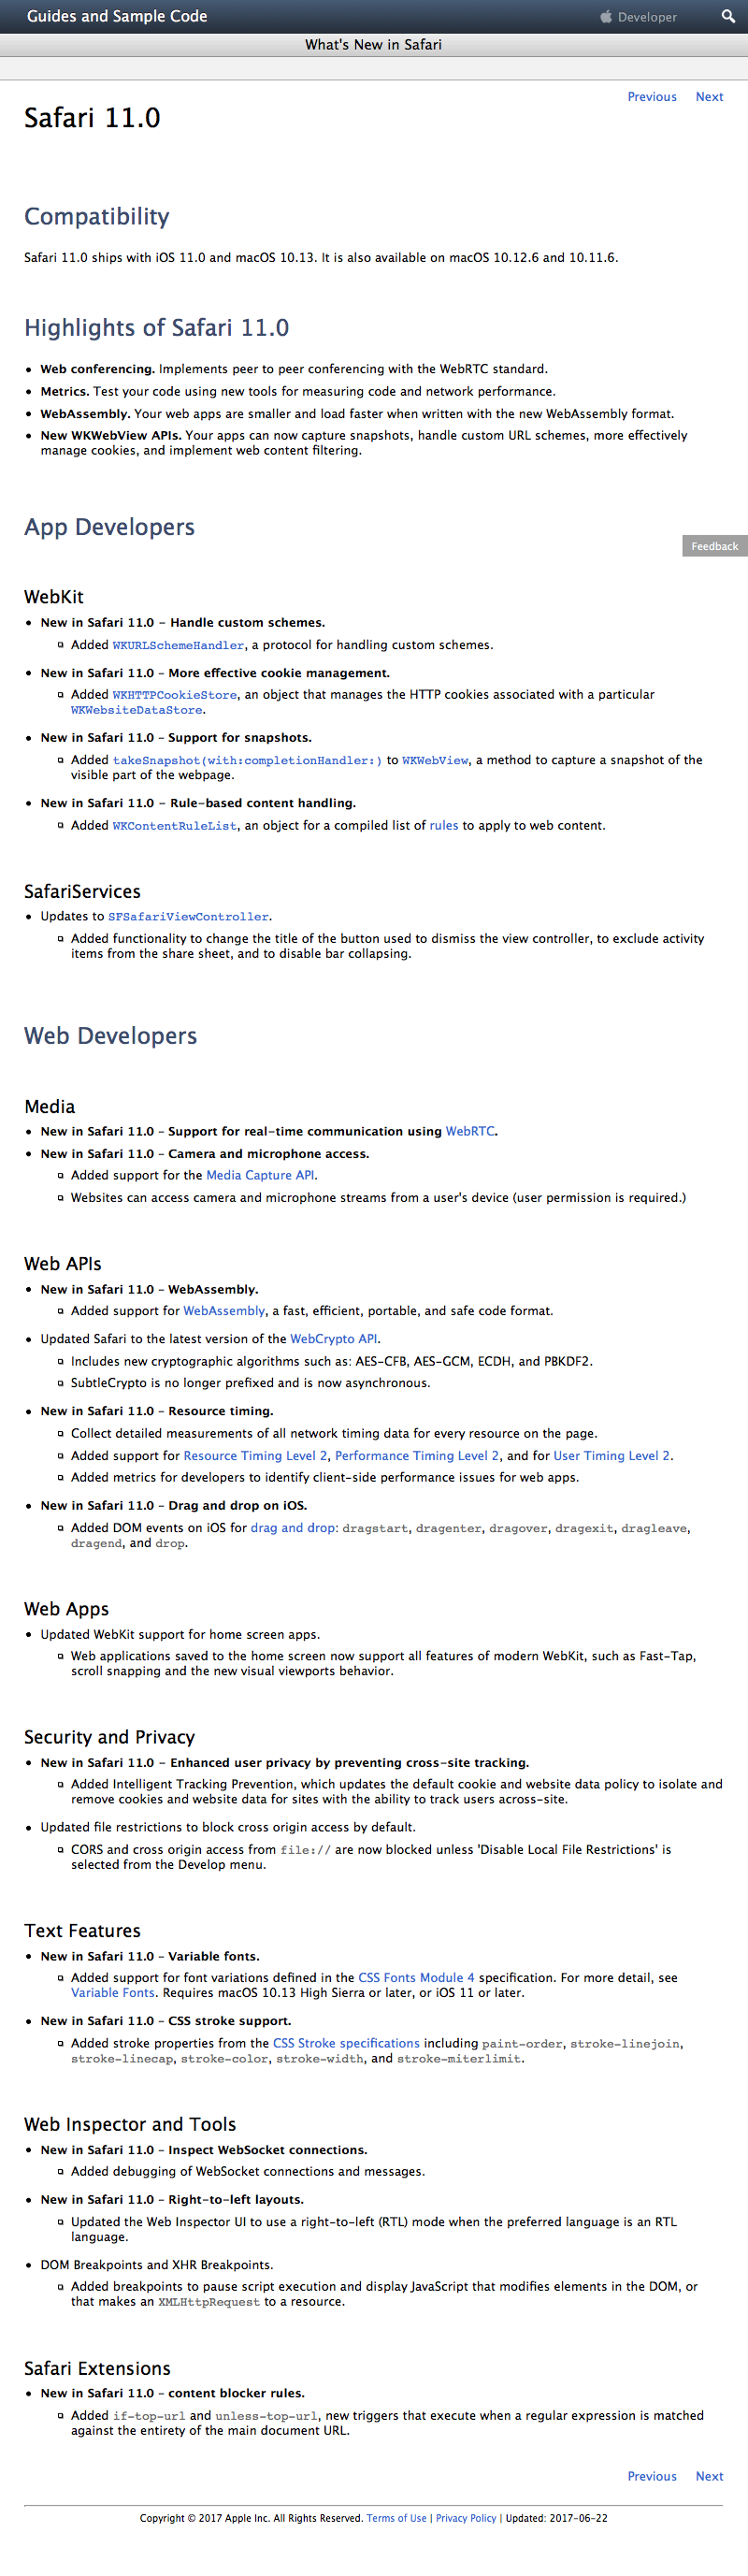 Guides and Sample Code
Developer
What's New in Safari
Previous Next
Safari 11.0
Compatibility
Safari 11.0 ships with iOS 11.0 and macOS 10.13. It is also available on macOS 10.12.6 and 10.11.6.
Highlights of Safari 11.0
• Web conferencing. Implements peer to peer conferencing with the WebRTC standard.
• Metrics. Test your code using new tools for measuring code and network performance.
• WebAssembly. Your web apps are smaller and load faster when written with the new WebAssembly format.
• New WKWebView APIs. Your apps can now capture snapshots, handle custom URL schemes, more effectively
manage cookies, and implement web content filtering.
App Developers
Feedback
WebKit
• New in Safari 11.0 – Handle custom schemes.
Added WKURLSchemeHandler, a protocol for handling custom schemes.
• New in Safari 11.0 – More effective cookie management.
Added WKHTTPCookieStore, an object that manages the HTTP cookies associated with a particular
WKWebsiteDataStore.
• New in Safari 11.0 – Support for snapshots.
Added takeSnapshot(with:completionHandler:) to WKWebView, a method to capture a snapshot of the
visible part of the webpage.
• New in Safari 11.0 – Rule-based content handling.
Added WKContentRuleList, an object for a compiled list of rules to apply to web content.
SafariServices
• Updates to SFSafariViewController.
Added functionality to change the title of the button used to dismiss the view controller, to exclude activity
items from the share sheet, and to disable bar collapsing.
Web Developers
Media
• New in Safari 11.0 – Support for real-time communication using WebRTC.
• New in Safari 11.0 – Camera and microphone access.
Added support for the Media Capture API.
Websites can access camera and microphone streams from a user's device (user permission is required.)
Web APIs
• New in Safari 11.0 – WebAssembly.
Added support for WebAssembly, a fast, efficient, portable, and safe code format.
• Updated Safari to the latest version of the WebCrypto API.
Includes new cryptographic algorithms such as: AES-CFB, AES-GCM, ECDH, and PBKDF2.
SubtleCrypto is no longer prefixed and is now asynchronous.
• New in Safari 11.0 – Resource timing.
Collect detailed measurements of all network timing data for every resource on the page.
Added support for Resource Timing Level 2, Performance Timing Level 2, and for User Timing Level 2.
Added metrics for developers to identify client-side performance issues for web apps.
• New in Safari 11.0 – Drag and drop on iOS.
Added DOM events on iOS for drag and drop: dragstart, dragenter, dragover, dragexit, dragleave,
dragend, and drop.
Web Apps
• Updated WebKit support for home screen apps.
Web applications saved to the home screen now support all features of modern WebKit, such as Fast-Tap,
scroll snapping and the new visual viewports behavior.
Security and Privacy
• New in Safari 11.0 – Enhanced user privacy by preventing cross-site tracking.
Added Intelligent Tracking Prevention, which updates the default cookie and website data policy to isolate and
remove cookies and website data for sites with the ability to track users across-site.
• Updated file restrictions to block cross origin access by default.
CORS and cross origin access from file:// are now blocked unless 'Disable Local File Restrictions' is
selected from the Develop menu.
Text Features
• New in Safari 11.0 – Variable fonts.
Added support for font variations defined in the CSS Fonts Module 4 specification. For more detail, see
Variable Fonts. Requires macOS 10.13 High Sierra or later, or iOS 11 or later.
• New in Safari 11.0 – CSS stroke support.
Added stroke properties from the CSS Stroke specifications including paint-order, stroke-linejoin,
stroke-linecap, stroke-color, stroke-width, and stroke-miterlimit.
Web Inspector and Tools
• New in Safari 11.0 – Inspect WebSocket connections.
Added debugging of WebSocket connections and messages.
• New in Safari 11.0 – Right-to-left layouts.
Updated the Web Inspector UI to use a right-to-left (RTL) mode when the preferred language is an RTL
language.
• DOM Breakpoints and XHR Breakpoints.
Added breakpoints to pause script execution and display JavaScript that modifies elements in the DOM, or
that makes an XMLHttpRequest to a resource.
Safari Extensions
• New in Safari 11.0 – content blocker rules.
Added if-top-url and unless-top-url, new triggers that execute when a regular expression is matched
against the entirety of the main document URL.
Previous Next
Copyright © 2017 Apple Inc. All Rights Reserved. Terms of Use | Privacy Policy | Updated: 2017-06-22